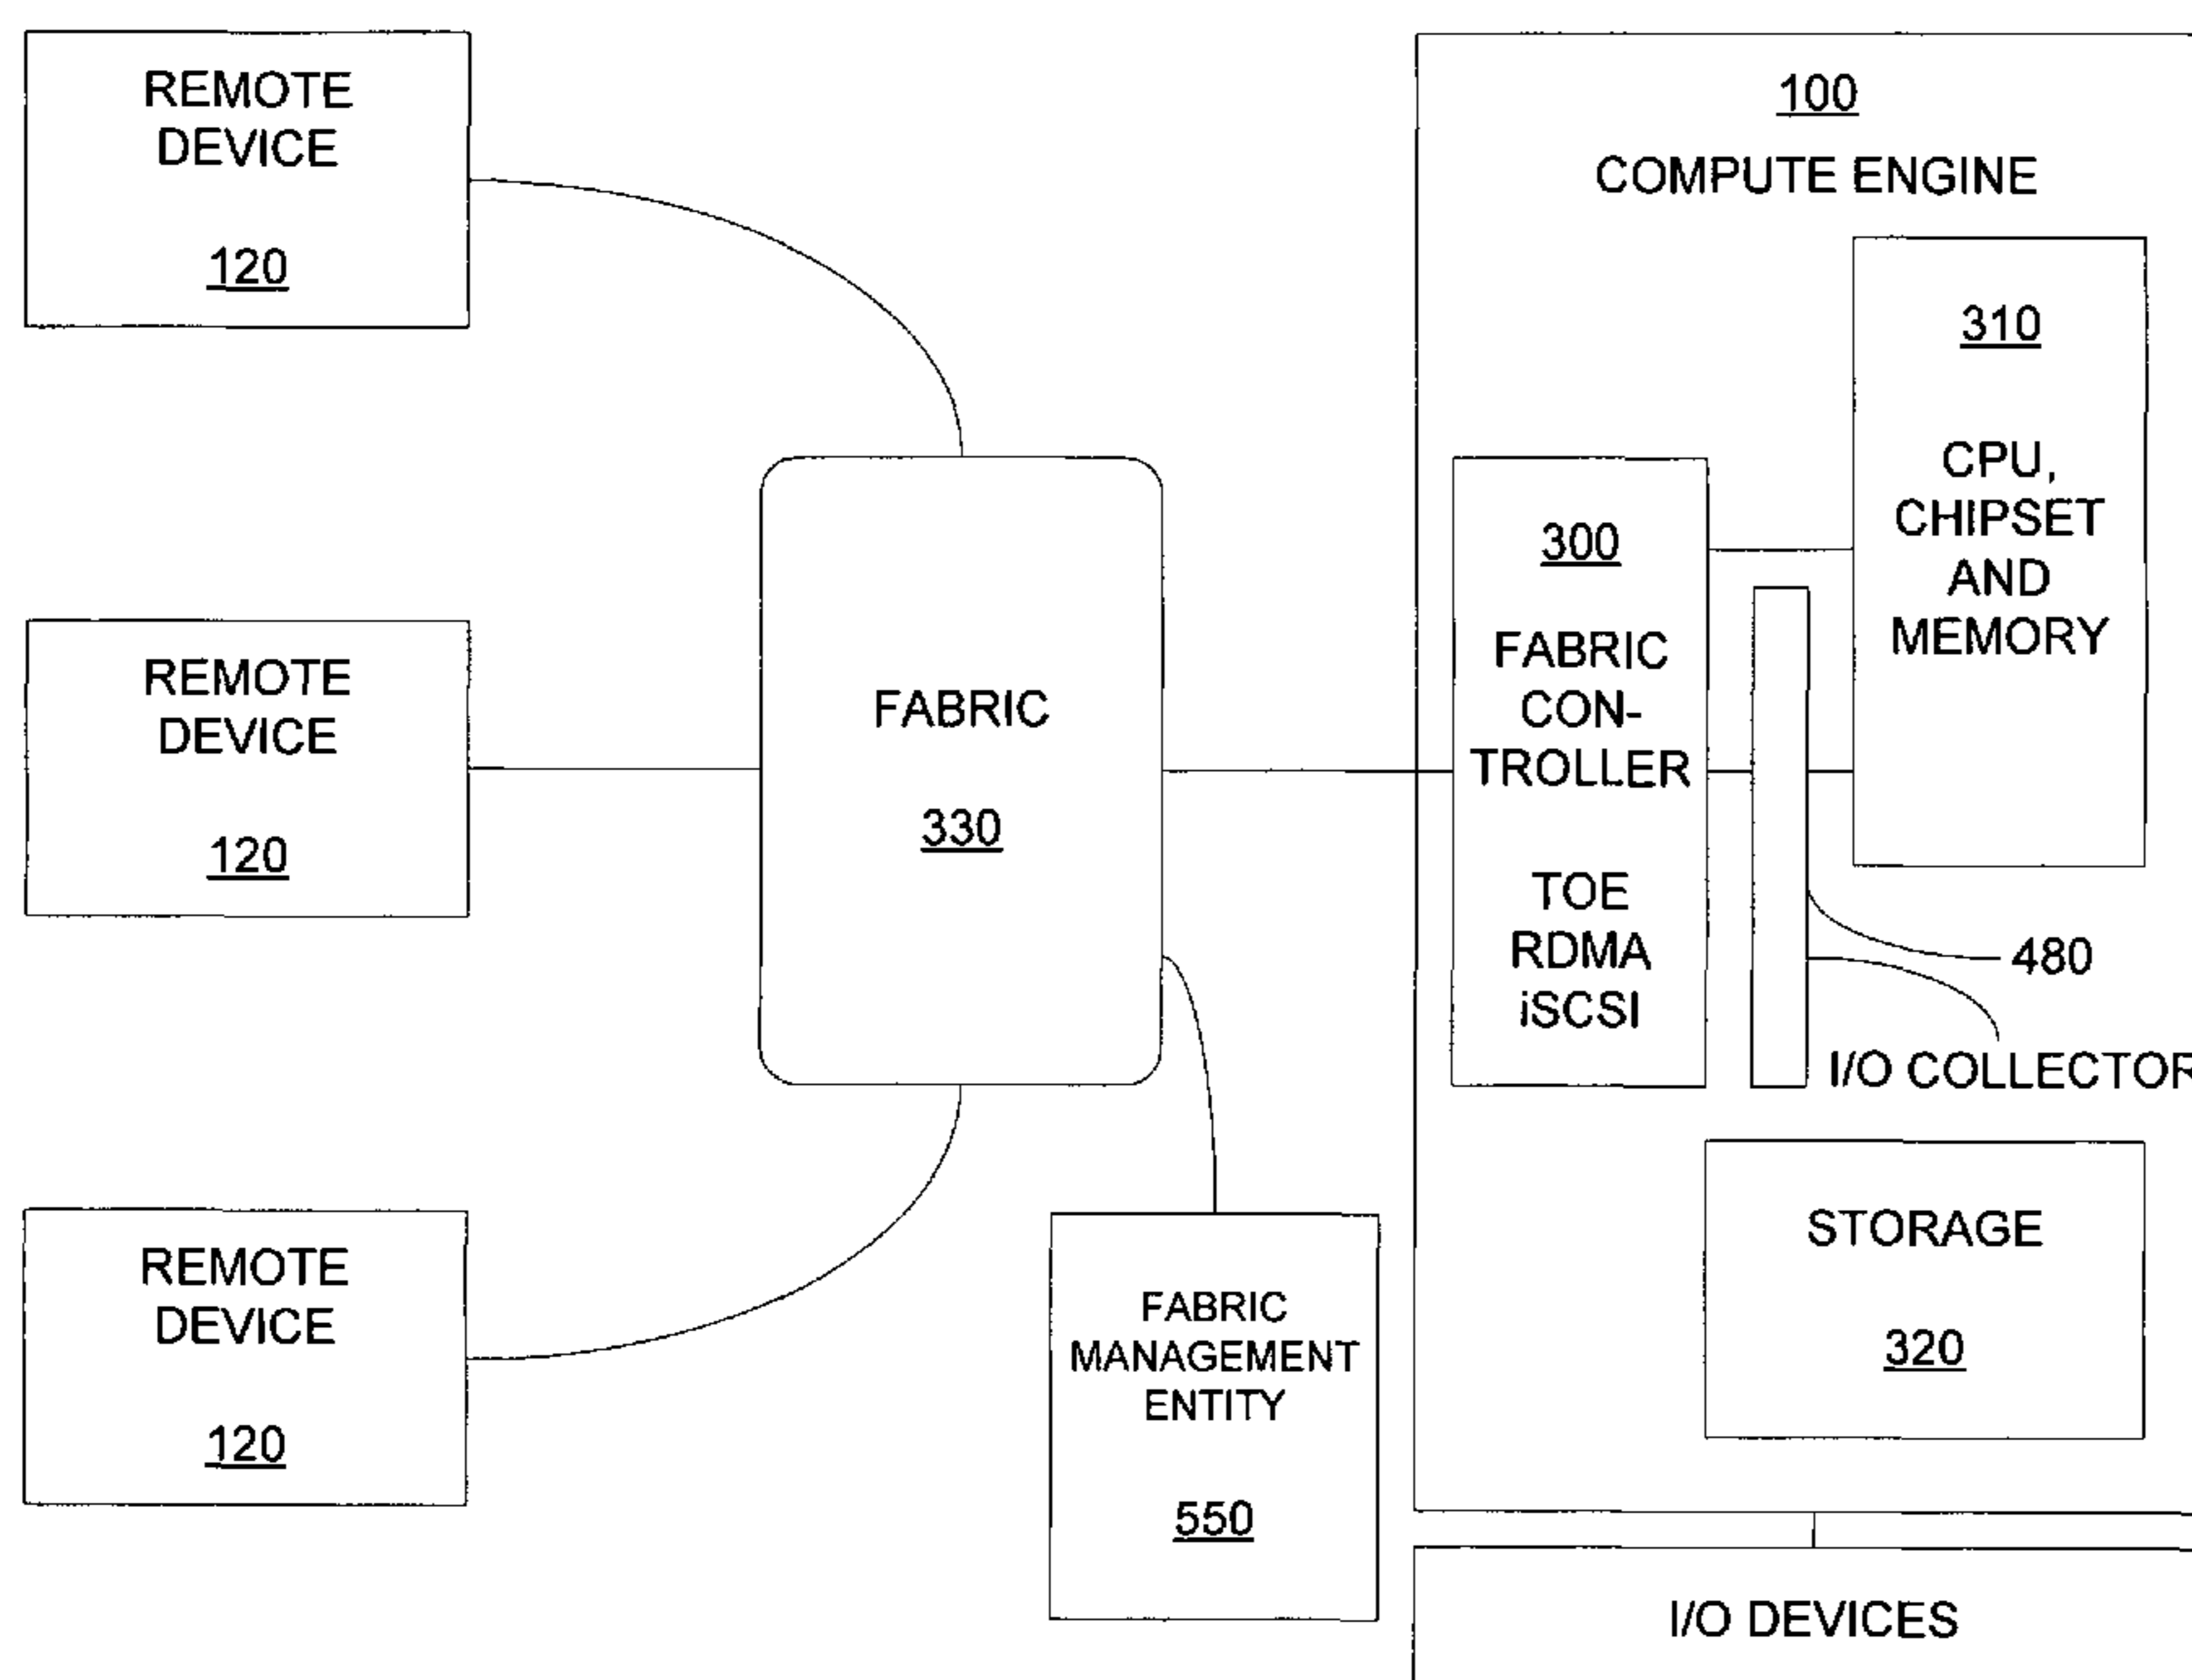 REMOTE
DEVICE
120
REMOTE
DEVICE
120
REMOTE
DEVICE
120
FABRIC
330
FABRIC
MANAGEMENT
ENTITY
550
100
COMPUTE ENGINE
300
FABRIC
CON-
TROLLER
TOE
RDMA
iSCSI
310
CPU,
CHIPSET
AND
MEMORY
480
I/O COLLECTOR
STORAGE
320
I/O DEVICES